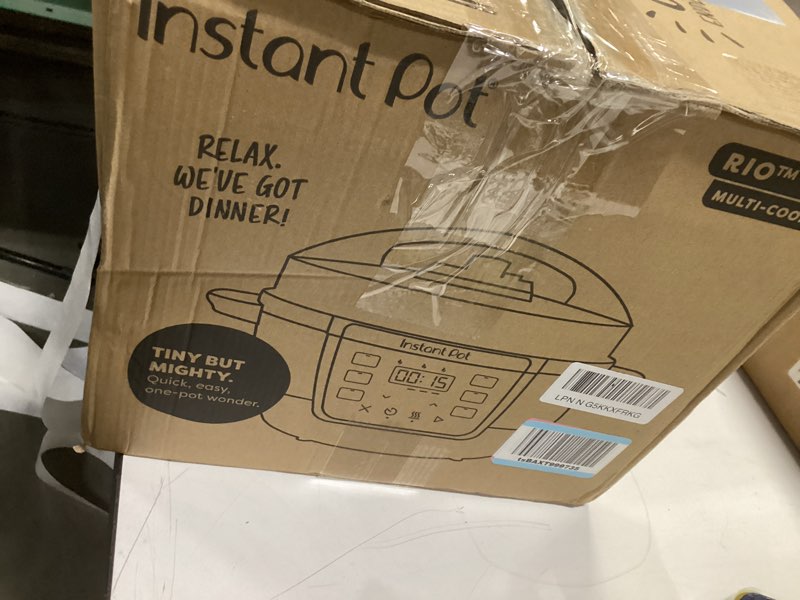 Instant Pot
RELAX.
WE'VE GOT
DINNER!
RIO™
MULTI-COO
TINY BUT
MIGHTY.
Quick, easy,
one-pot wonder.
Instant Pot
00:15
tsBAXT999735